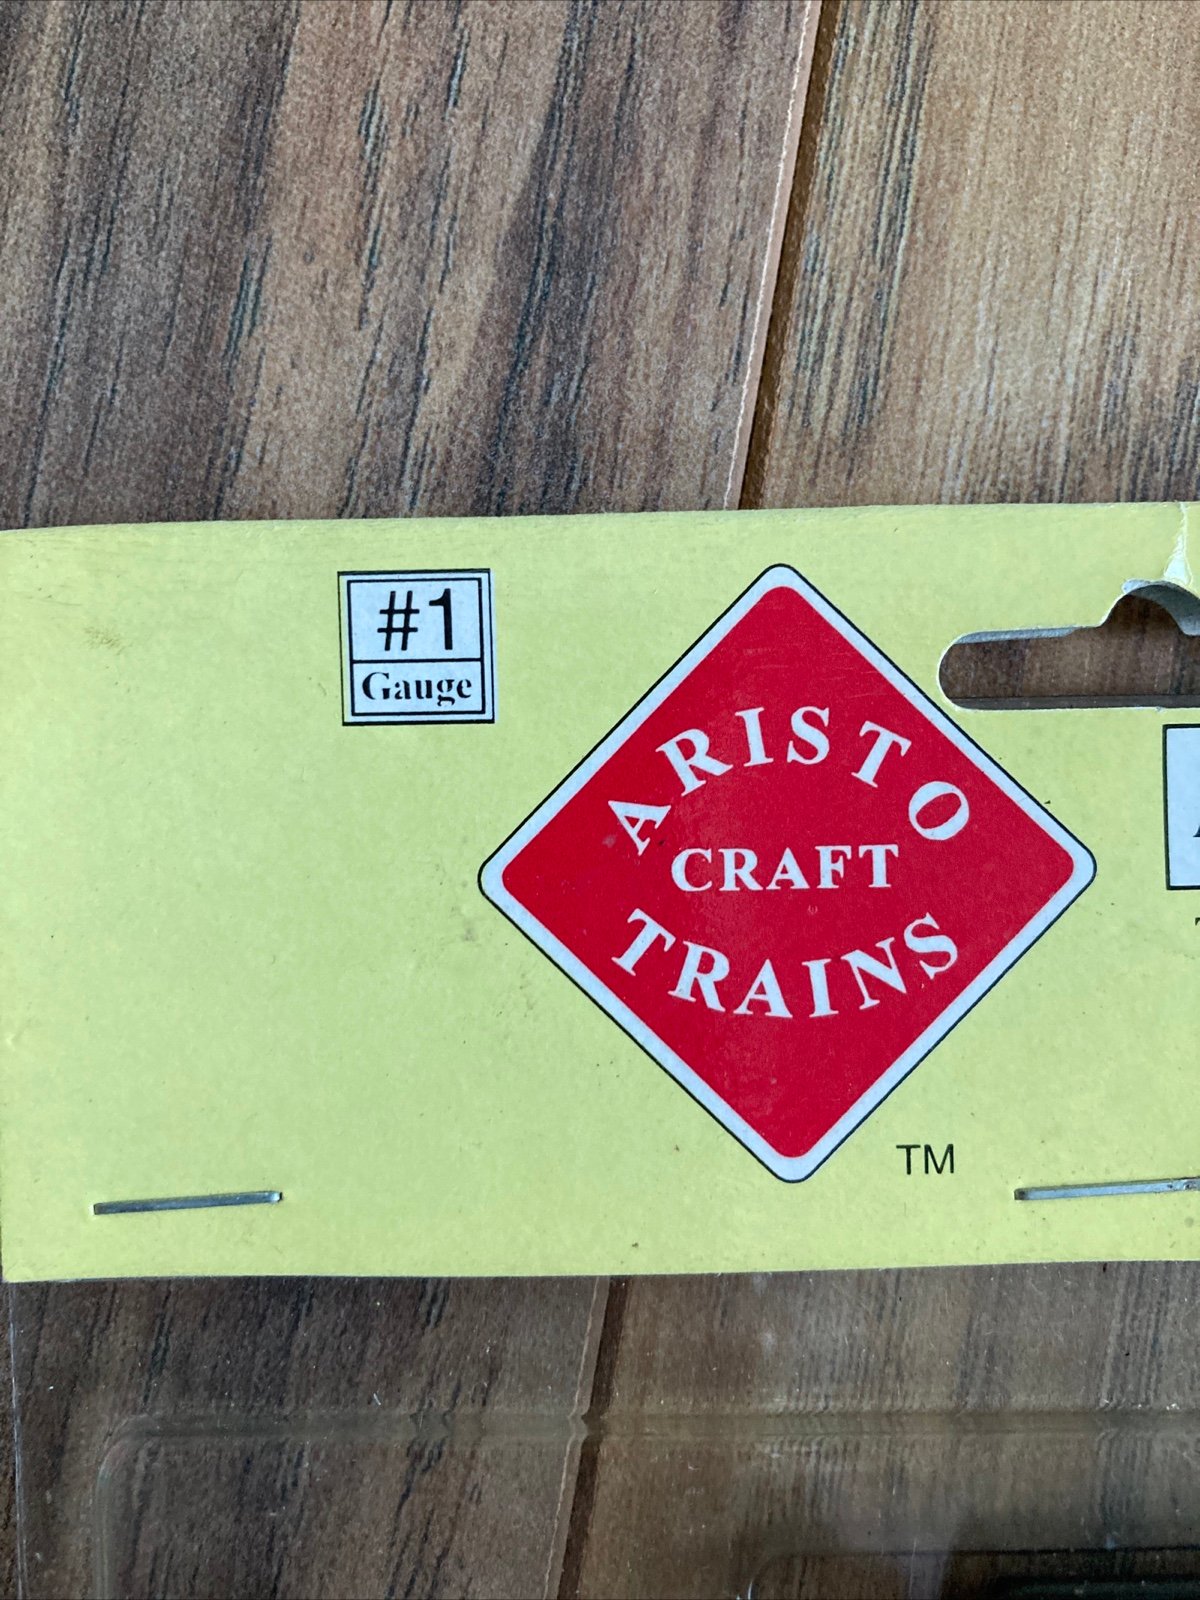 #1
Gauge
ARISTO
CRAFT
TRAINS
TM